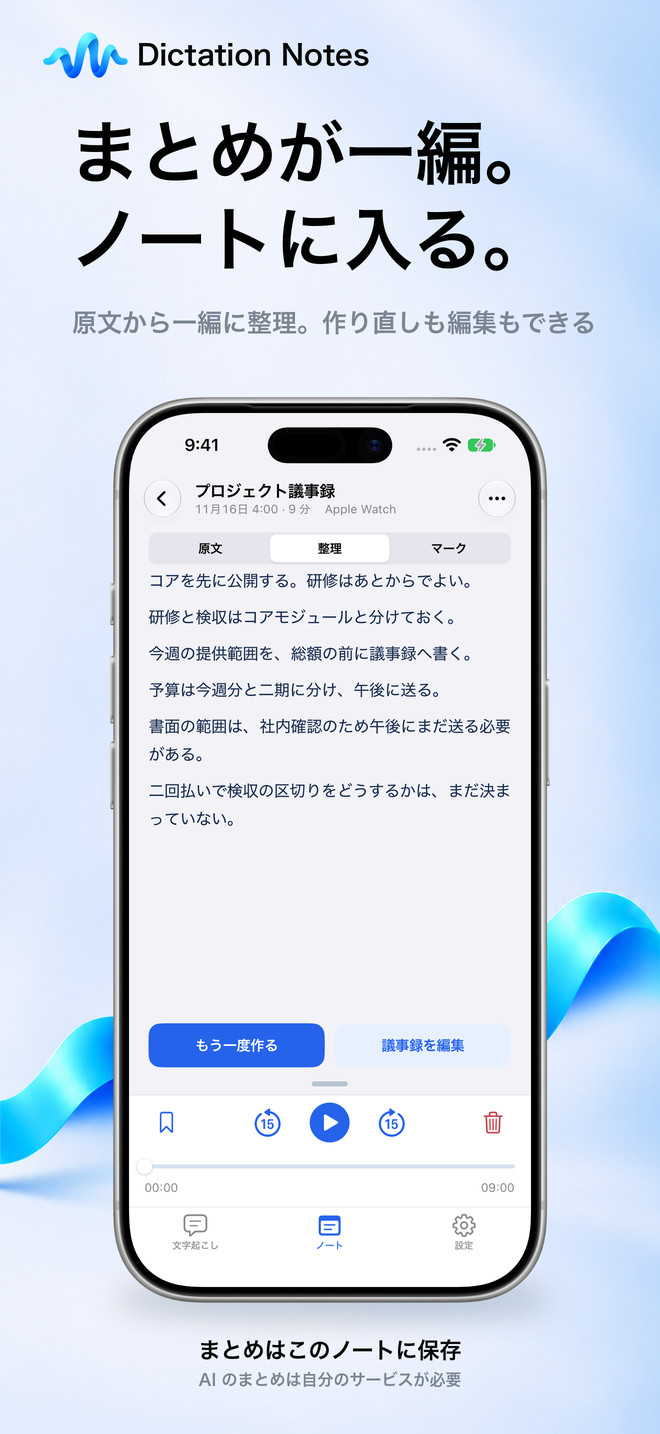 Dictation Notes
まとめが一編。
ノートに入る。
原文から一編に整理。作り直しも編集もできる
9:41
プロジェクト議事録
11月16日 4:00 · 9 分 Apple Watch
原文 整理 マーク
コアを先に公開する。研修はあとからでよい。
研修と検収はコアモジュールと分けておく。
今週の提供範囲を、総額の前に議事録へ書く。
予算は今週分と二期に分け、午後に送る。
書面の範囲は、社内確認のため午後にまだ送る必要
がある。
二回払いで検収の区切りをどうするかは、まだ決ま
っていない。
もう一度作る 議事録を編集
15 15
00:00 09:00
文字起こし ノート 設定
まとめはこのノートに保存
AI のまとめは自分のサービスが必要